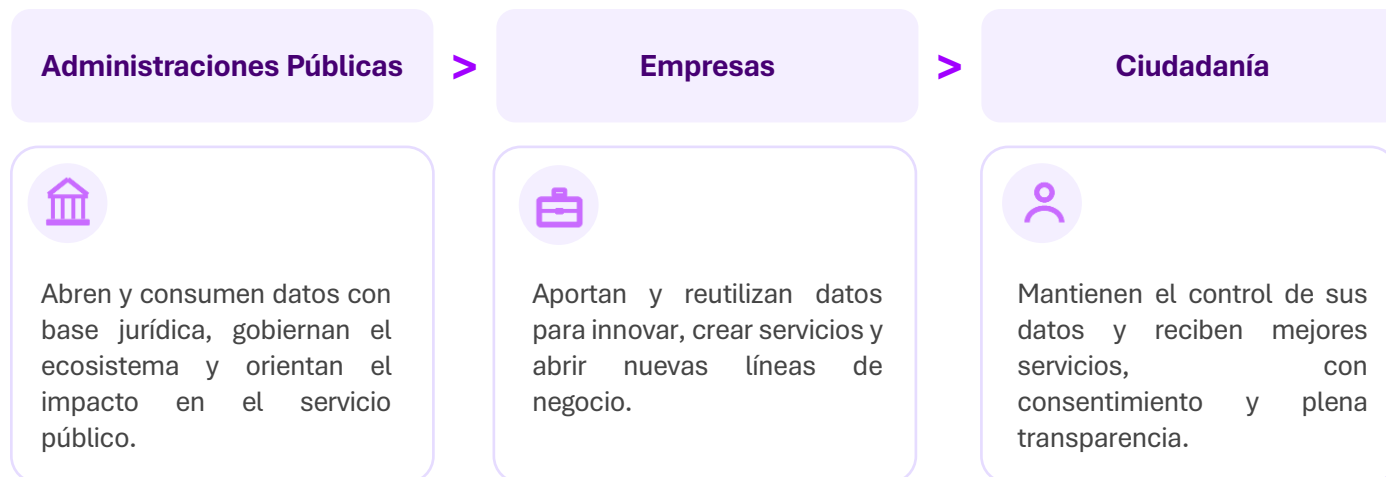 Administraciones Públicas > Empresas > Ciudadanía
Abren y consumen datos con
base jurídica, gobiernan el
ecosistema y orientan el
impacto en el servicio
público.
Aportan y reutilizan datos
para innovar, crear servicios y
abrir nuevas líneas de
negocio.
Mantienen el control de sus
datos y reciben mejores
servicios, con
consentimiento y plena
transparencia.